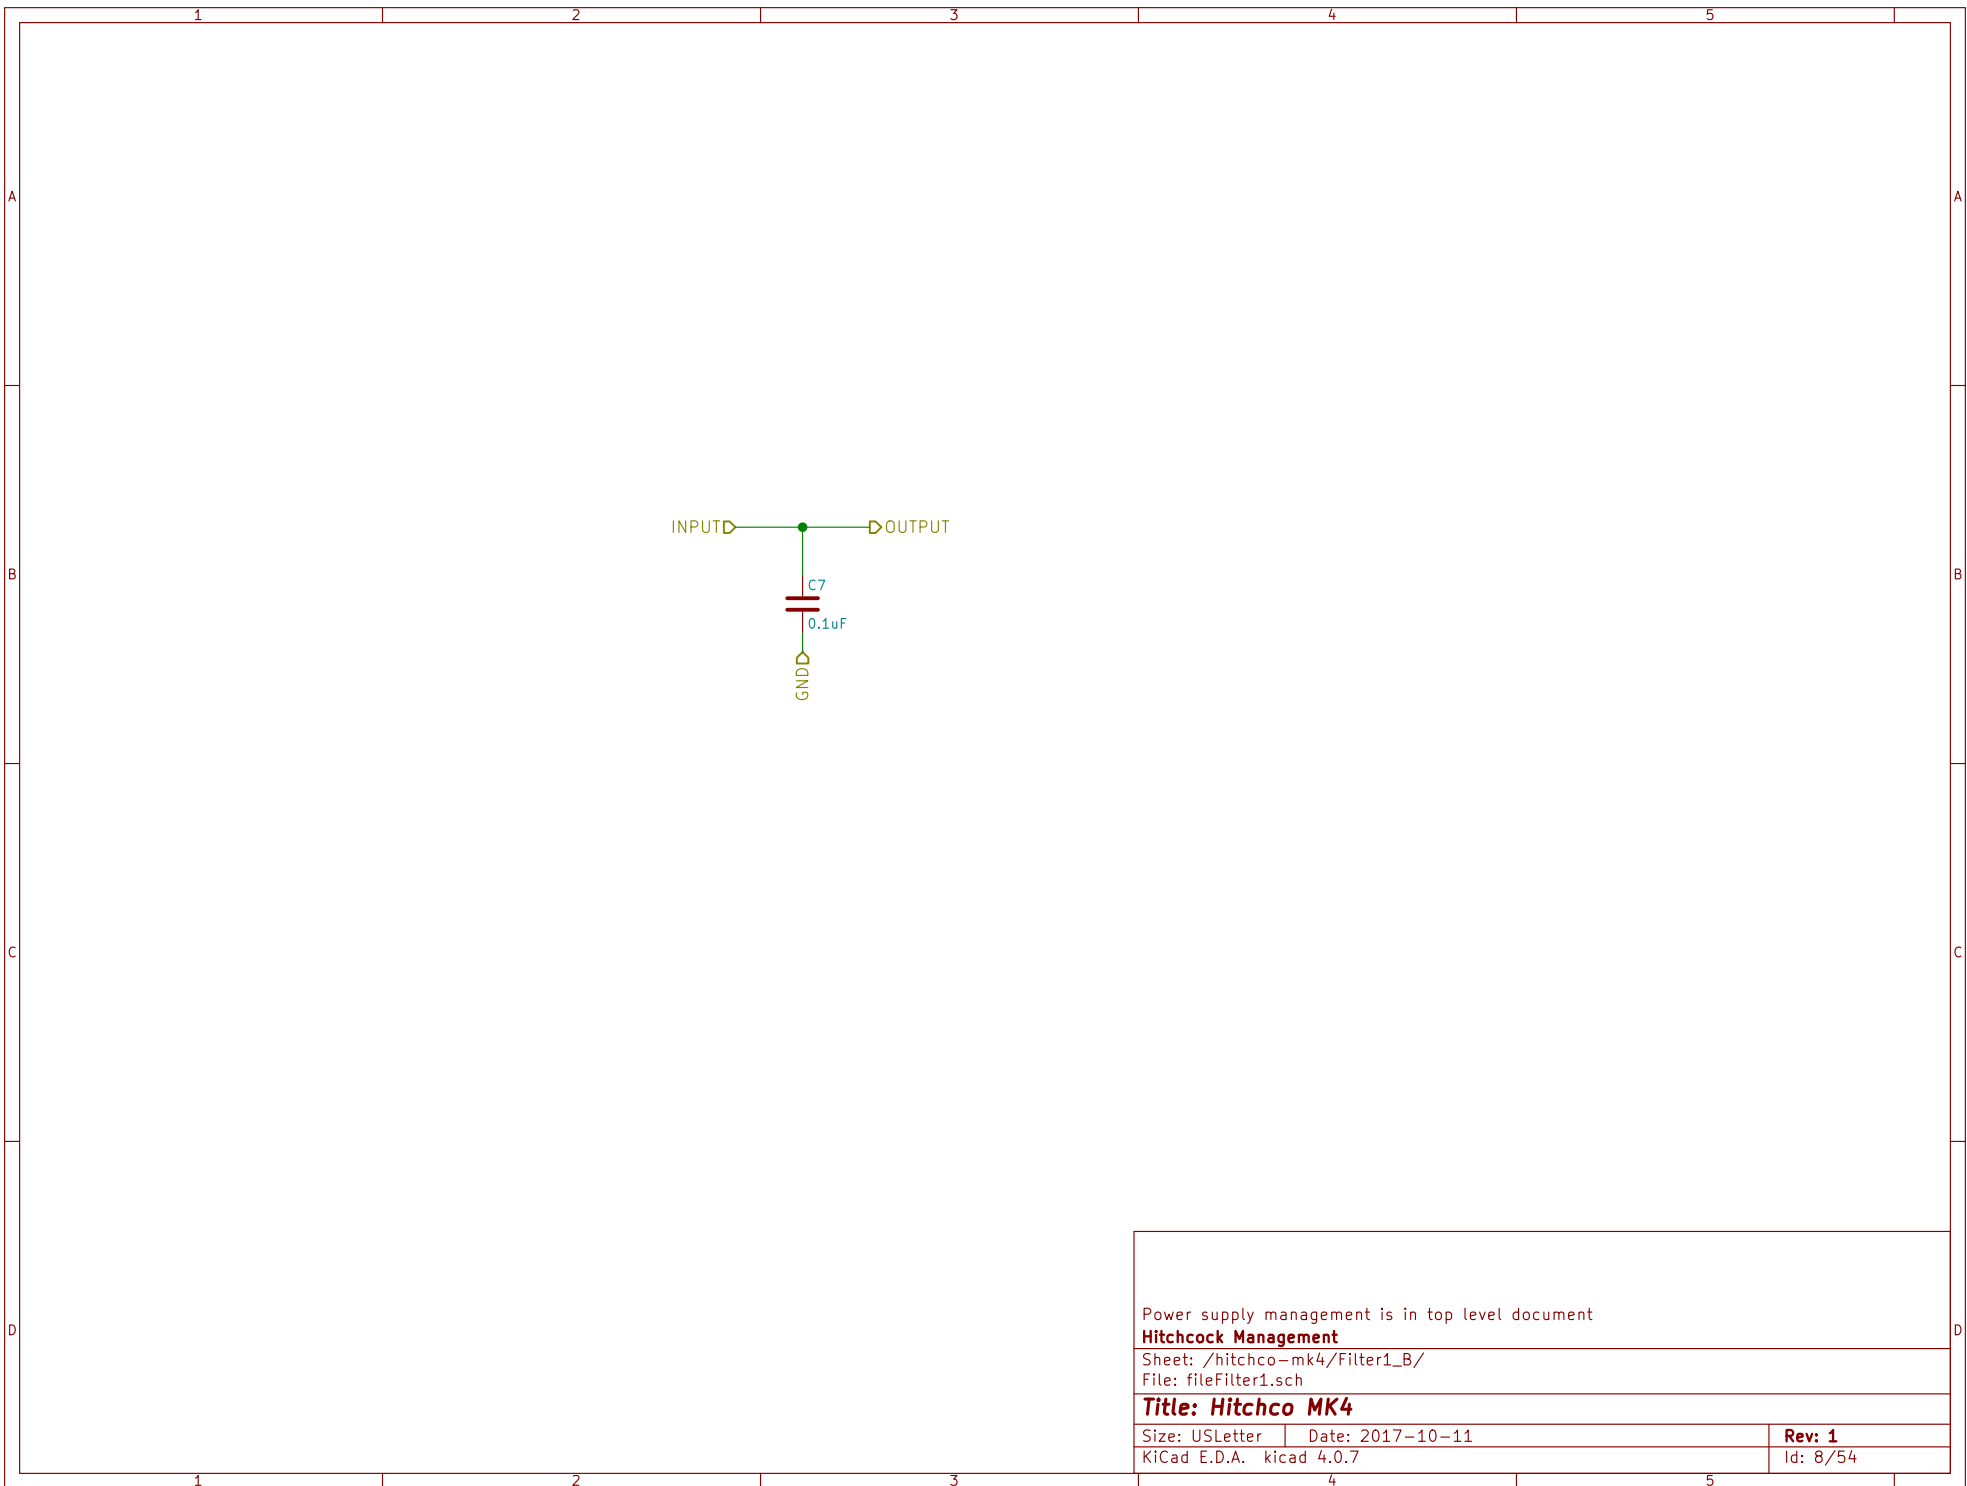 1 2 3 4 5
A A
INPUT OUTPUT
B B
C7
0.1uF
GND
C C
Power supply management is in top level document
D D
Hitchcock Management
Sheet: /hitchco-mk4/Filter1_B/
File: fileFilter1.sch
Title: Hitchco MK4
Size: USLetter Date: 2017-10-11 Rev: 1
KiCad E.D.A. kicad 4.0.7 Id: 8/54
1 2 3 4 5